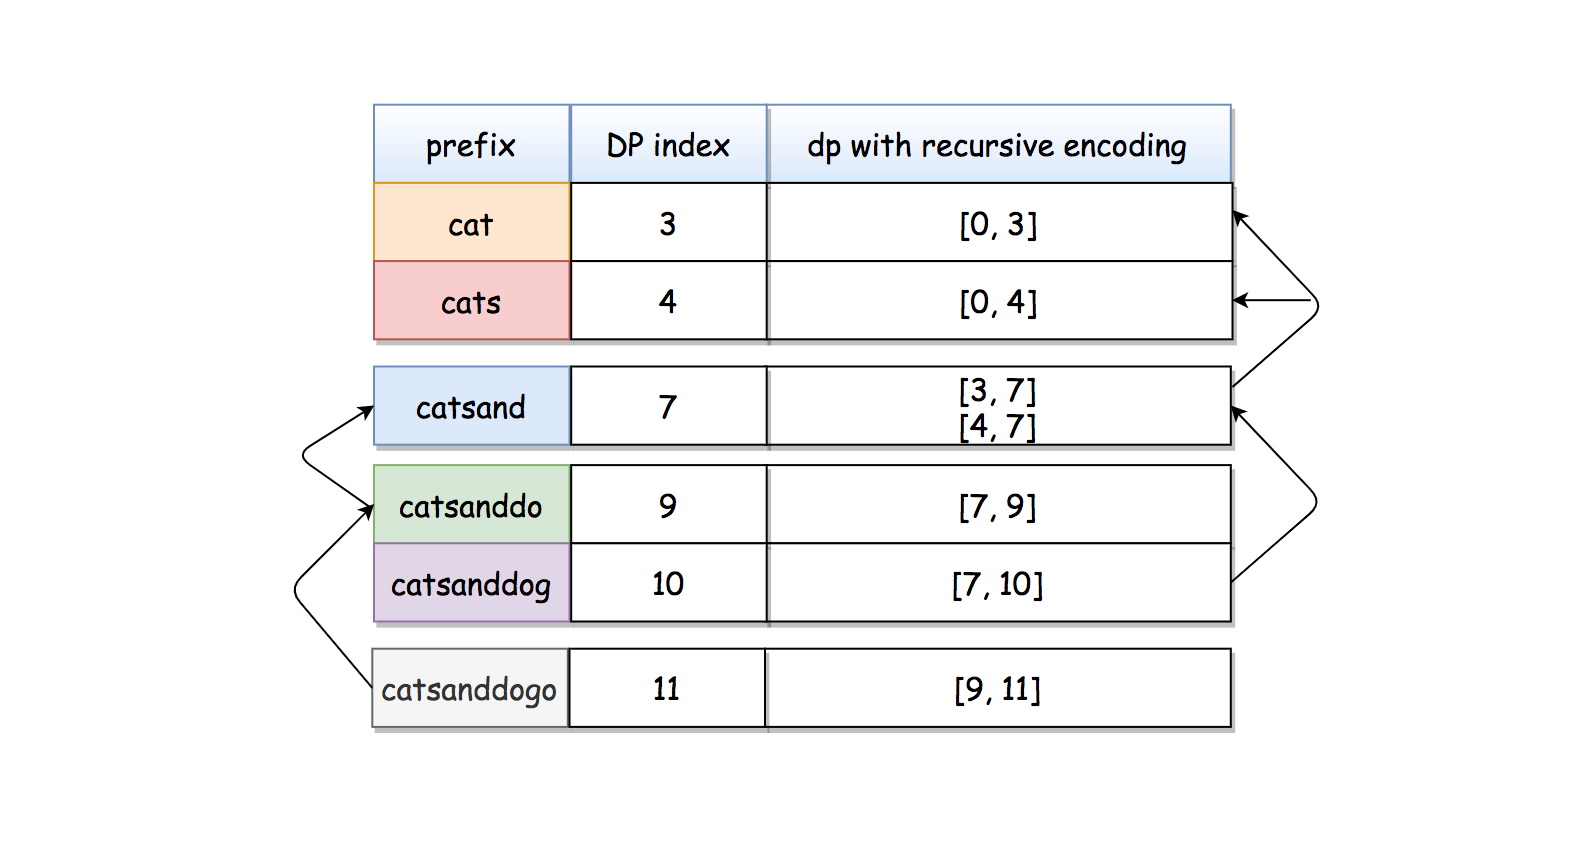 prefix DP index dp with recursive encoding
cat 3 [0, 3]
cats 4 [0, 4]
catsand 7 [3, 7]
[4, 7]
catsanddo 9 [7, 9]
catsanddog 10 [7, 10]
catsanddogo 11 [9, 11]